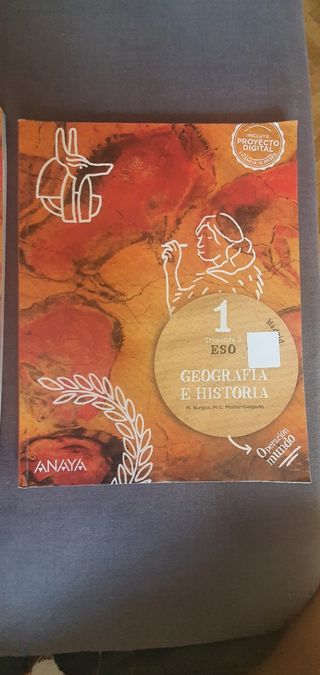 INCLUYE
PROYECTO
DIGITAL
1
Madrid
Trimestre 3
ESO
GEOGRAFÍA
E HISTORIA
M. Burgos, M.C. Muñoz-Delgado
ANAYA
Operación
mundo